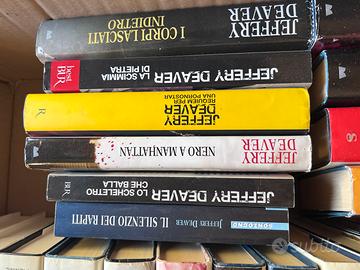 JEFFERY
DEAVER
I CORPI LASCIATI
INDIETRO
best
BUR
LA SCIMMIA
DI PIETRA
JEFFERY DEAVER
R
REQUIEM PER
UNA PORNOSTAR
JEFFERY
DEAVER
NERO A MANHATTAN
JEFFERY
DEAVER
BUR
LO SCHELETRO
CHE BALLA
JEFFERY DEAVER
IL SILENZIO DEI RAPITI
JEFFERY DEAVER
SONZOGNO
S
subito